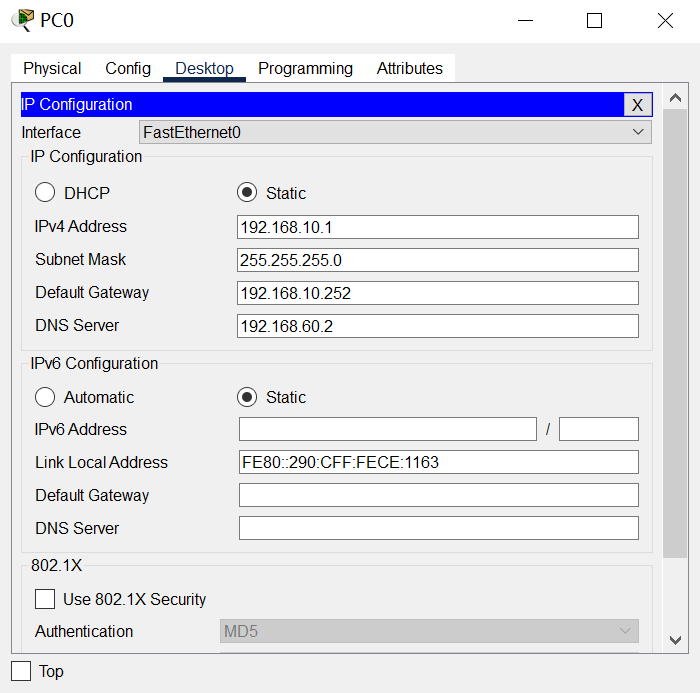 PC0
Physical Config Desktop Programming Attributes
IP Configuration X
Interface FastEthernet0
IP Configuration
DHCP Static
IPv4 Address 192.168.10.1
Subnet Mask 255.255.255.0
Default Gateway 192.168.10.252
DNS Server 192.168.60.2
IPv6 Configuration
Automatic Static
IPv6 Address /
Link Local Address FE80::290:CFF:FECE:1163
Default Gateway
DNS Server
802.1X
Use 802.1X Security
Authentication MD5
Top